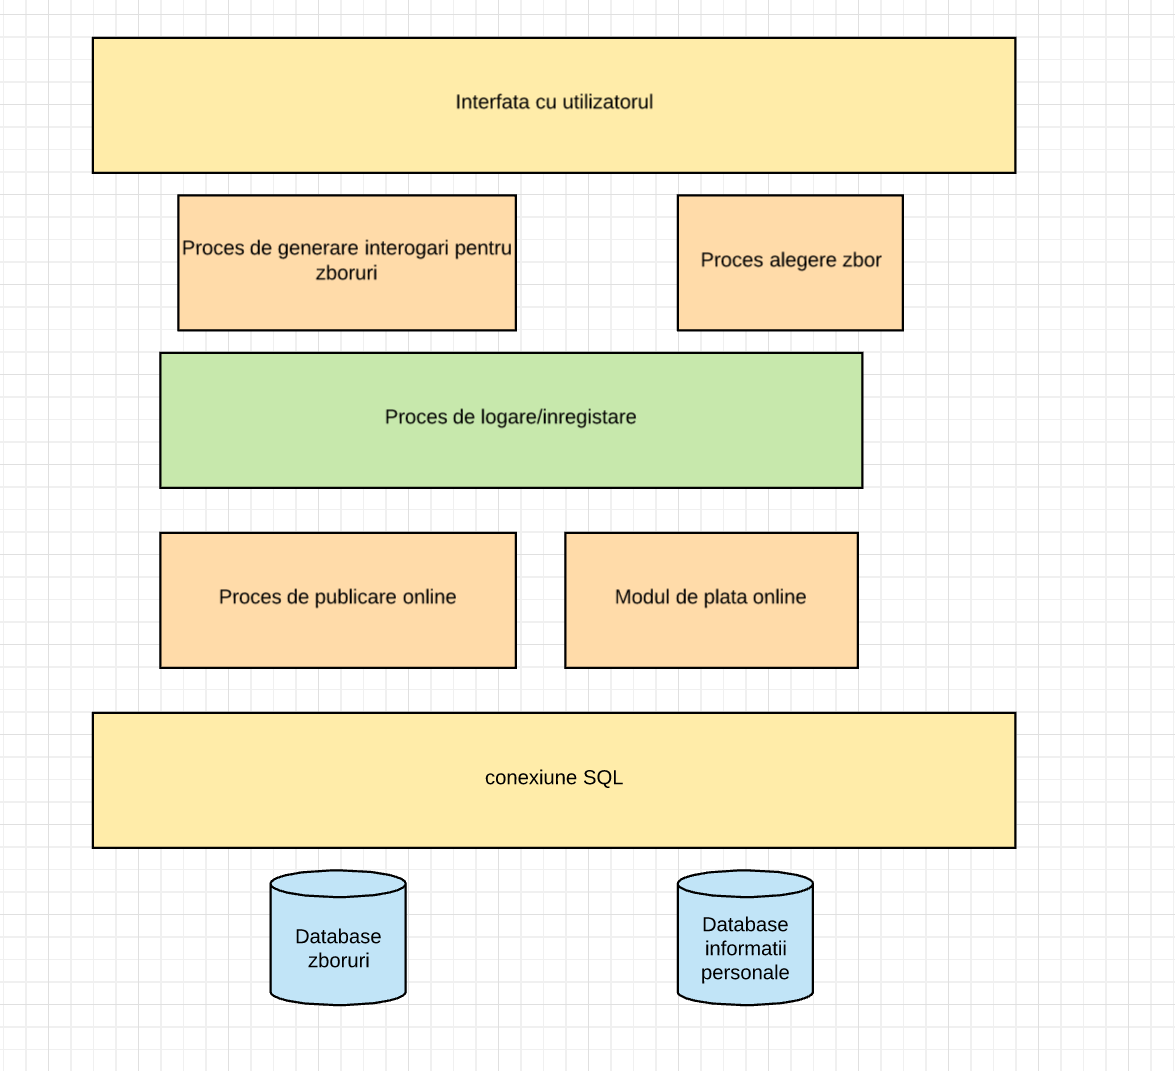 Interfata cu utilizatorul
Proces de generare interogari pentru
zboruri
Proces alegere zbor
Proces de logare/inregistare
Proces de publicare online
Modul de plata online
conexiune SQL
Database
zboruri
Database
informatii
personale